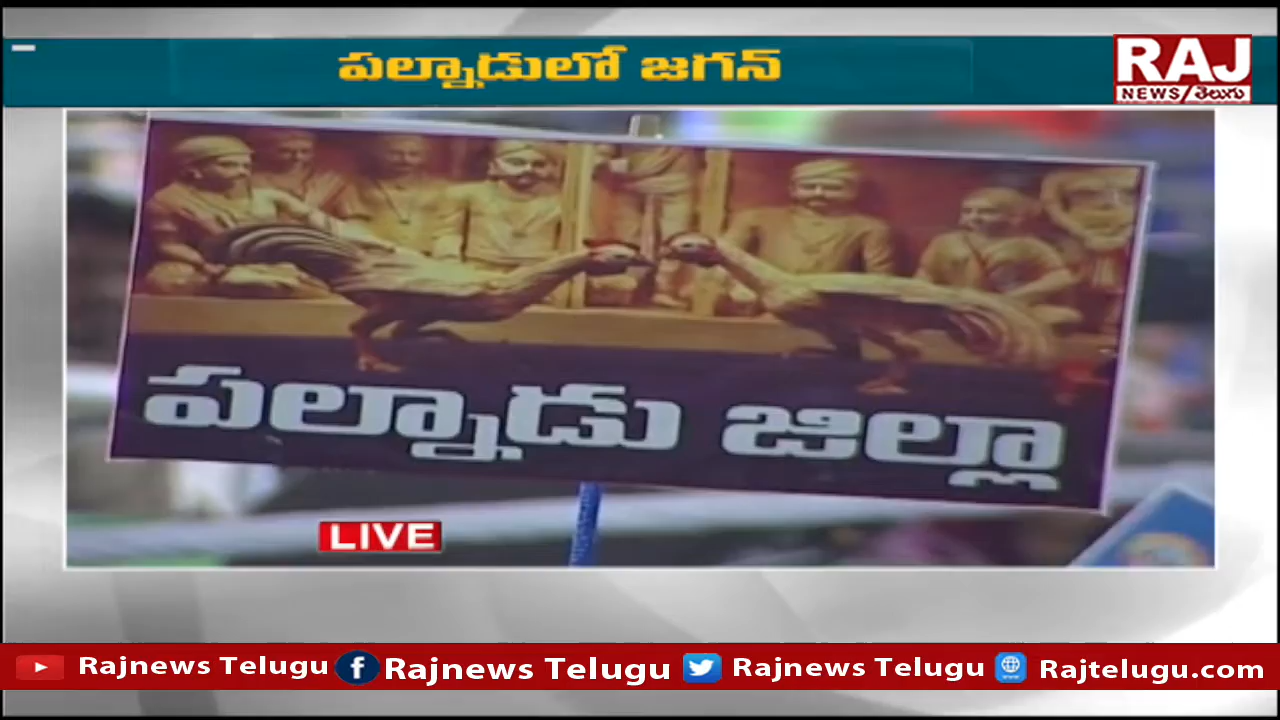 పల్నాడులో జగన్
RAJ
NEWS తెలుగు
పల్నాడు జిల్లా
LIVE
Rajnews Telugu Rajnews Telugu Rajnews Telugu Rajtelugu.com